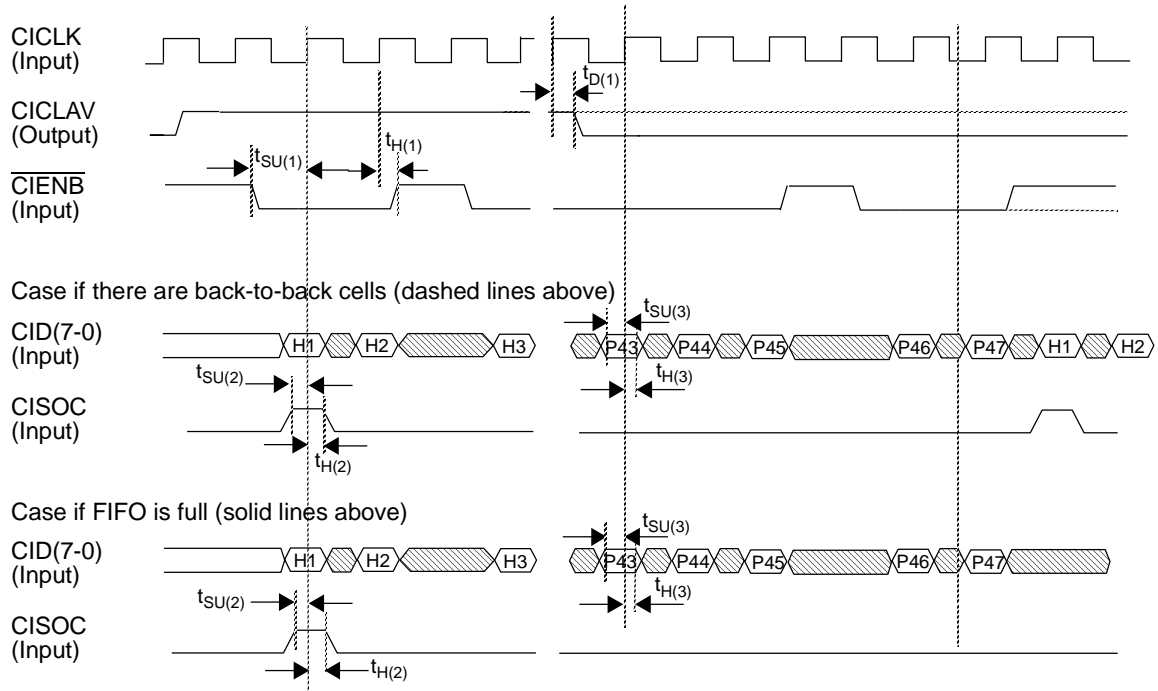 CICLK
(Input)
tD(1)
CICLAV
(Output)
tSU(1)
tH(1)
CIENB
(Input)
Case if there are back-to-back cells (dashed lines above)
tSU(3)
CID(7-0)
(Input)
H1 H2 H3 P43 P44 P45 P46 P47 H1 H2
tSU(2)
tH(3)
CISOC
(Input)
tH(2)
Case if FIFO is full (solid lines above)
tSU(3)
CID(7-0)
(Input)
H1 H2 H3 P43 P44 P45 P46 P47
tSU(2)
tH(3)
CISOC
(Input)
tH(2)